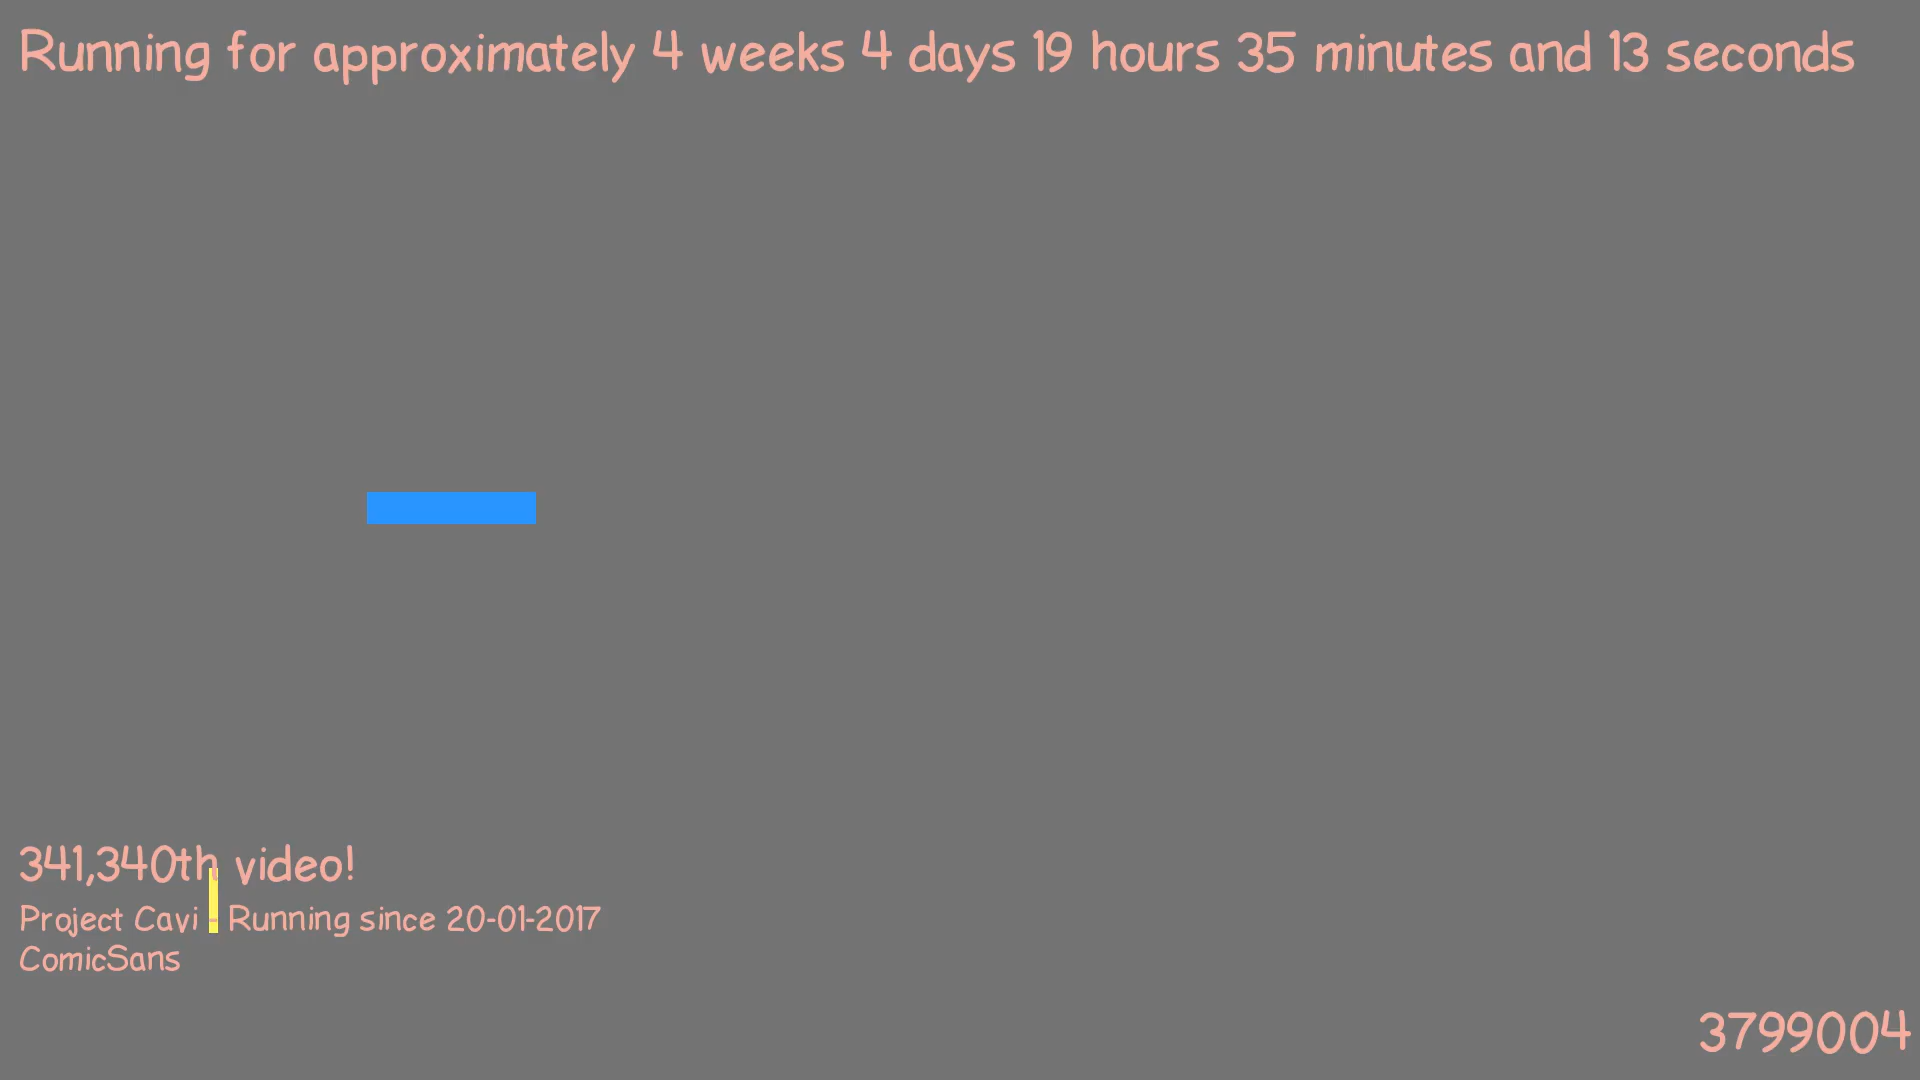 Running for approximately 4 weeks 4 days 19 hours 35 minutes and 13 seconds
341,340th video!
Project Cavi - Running since 20-01-2017
ComicSans
3799004